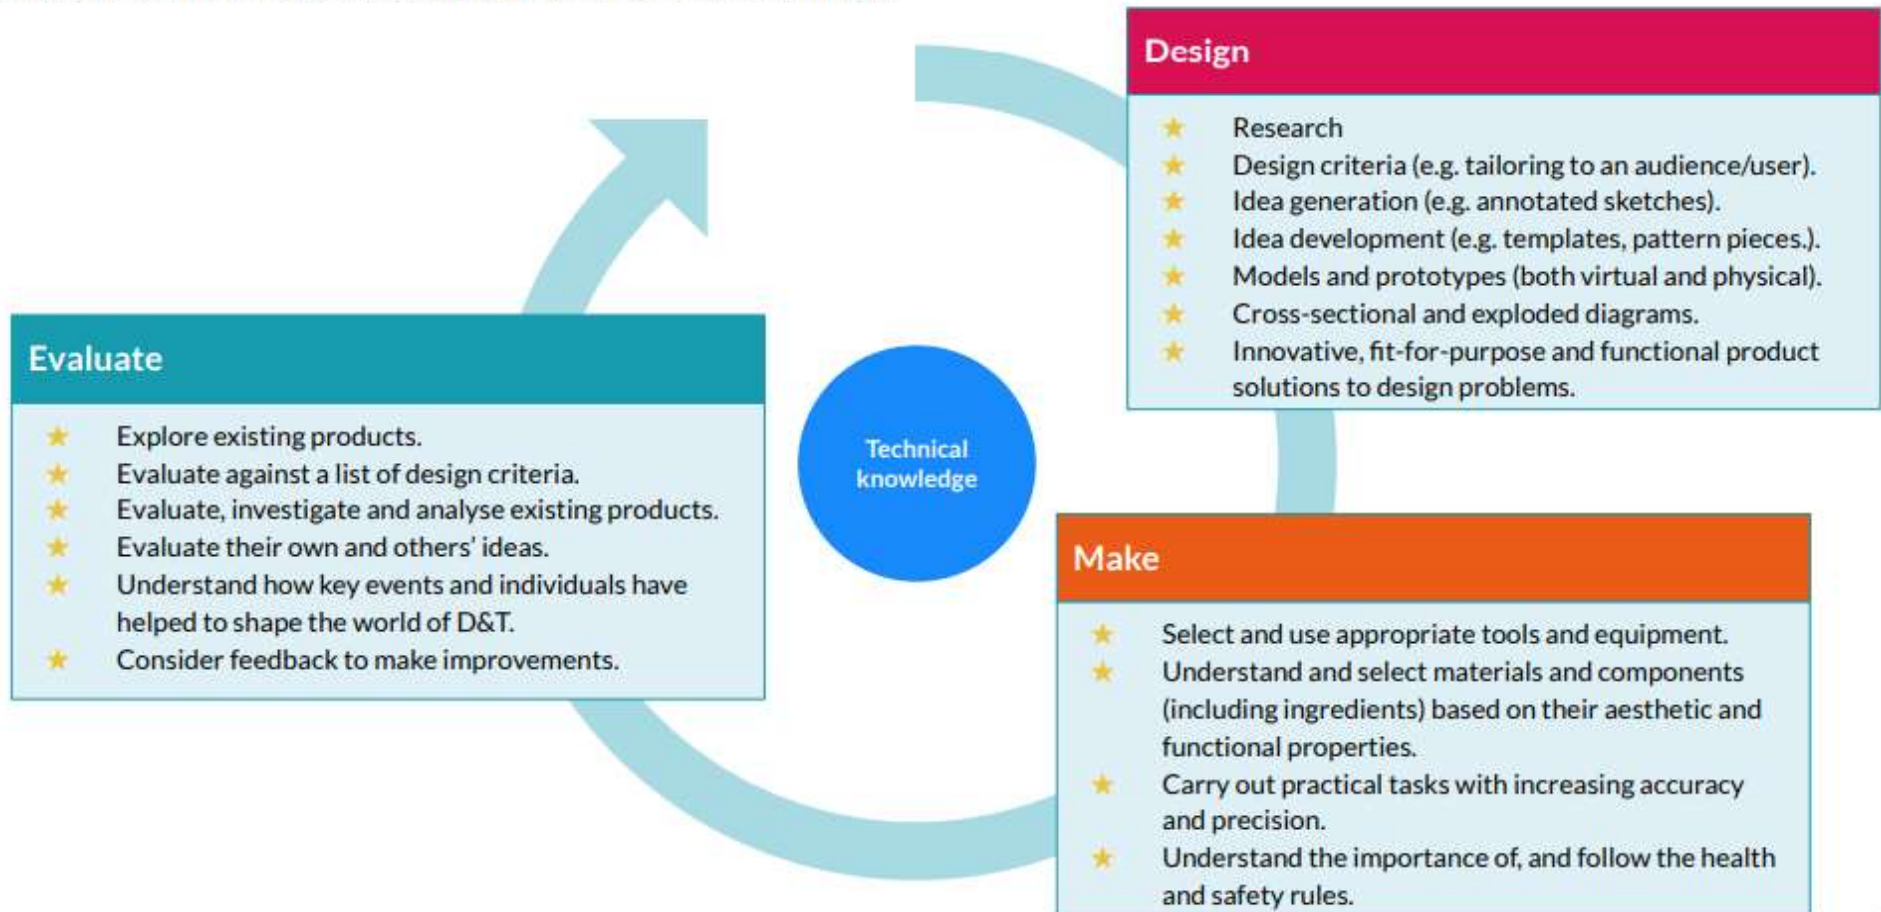 Design
★ Research
★ Design criteria (e.g. tailoring to an audience/user).
★ Idea generation (e.g. annotated sketches).
★ Idea development (e.g. templates, pattern pieces.).
★ Models and prototypes (both virtual and physical).
★ Cross-sectional and exploded diagrams.
★ Innovative, fit-for-purpose and functional product
solutions to design problems.
Evaluate
★ Explore existing products.
★ Evaluate against a list of design criteria.
★ Evaluate, investigate and analyse existing products.
★ Evaluate their own and others’ ideas.
★ Understand how key events and individuals have
helped to shape the world of D&T.
★ Consider feedback to make improvements.
Technical
knowledge
Make
★ Select and use appropriate tools and equipment.
★ Understand and select materials and components
(including ingredients) based on their aesthetic and
functional properties.
★ Carry out practical tasks with increasing accuracy
and precision.
★ Understand the importance of, and follow the health
and safety rules.